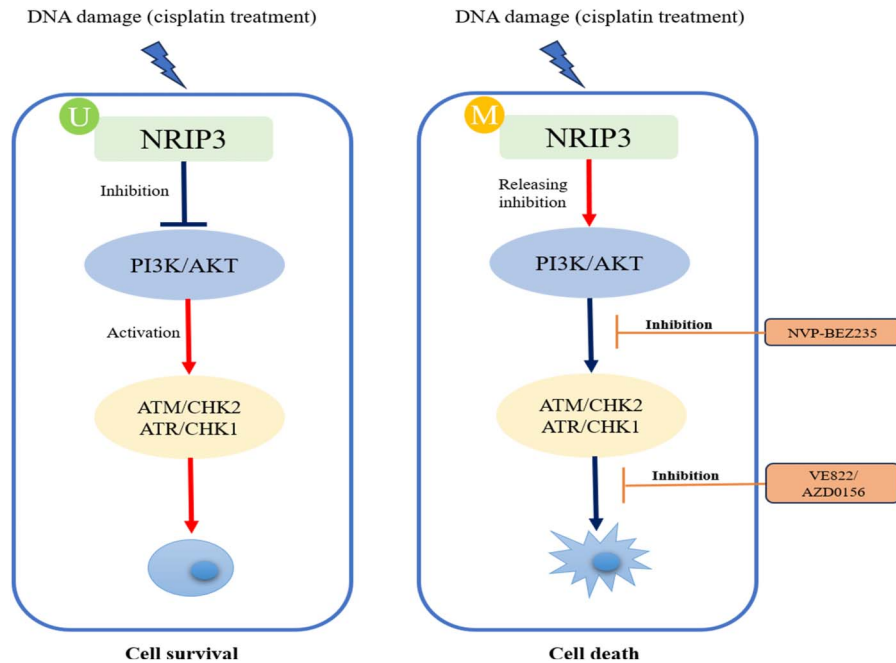 DNA damage (cisplatin treatment)
U
NRIP3
Inhibition
PI3K/AKT
Activation
ATM/CHK2
ATR/CHK1
Cell survival
DNA damage (cisplatin treatment)
M
NRIP3
Releasing
inhibition
PI3K/AKT
Inhibition
NVP-BEZ235
ATM/CHK2
ATR/CHK1
Inhibition
VE822/
AZD0156
Cell death